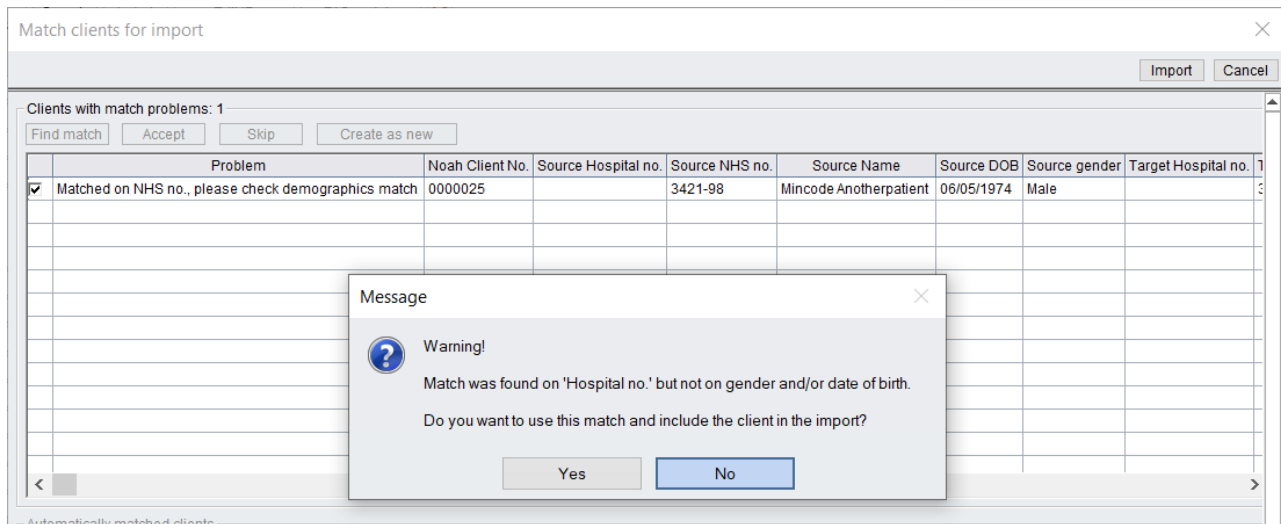 Match clients for import
Import Cancel
Clients with match problems: 1
Find match Accept Skip Create as new
Problem Noah Client No. Source Hospital no. Source NHS no. Source Name Source DOB Source gender Target Hospital no.
Matched on NHS no., please check demographics match 0000025 3421-98 Mincode Anotherpatient 06/05/1974 Male
Message
Warning!
Match was found on 'Hospital no.' but not on gender and/or date of birth.
Do you want to use this match and include the client in the import?
Yes No
Automatically matched clients